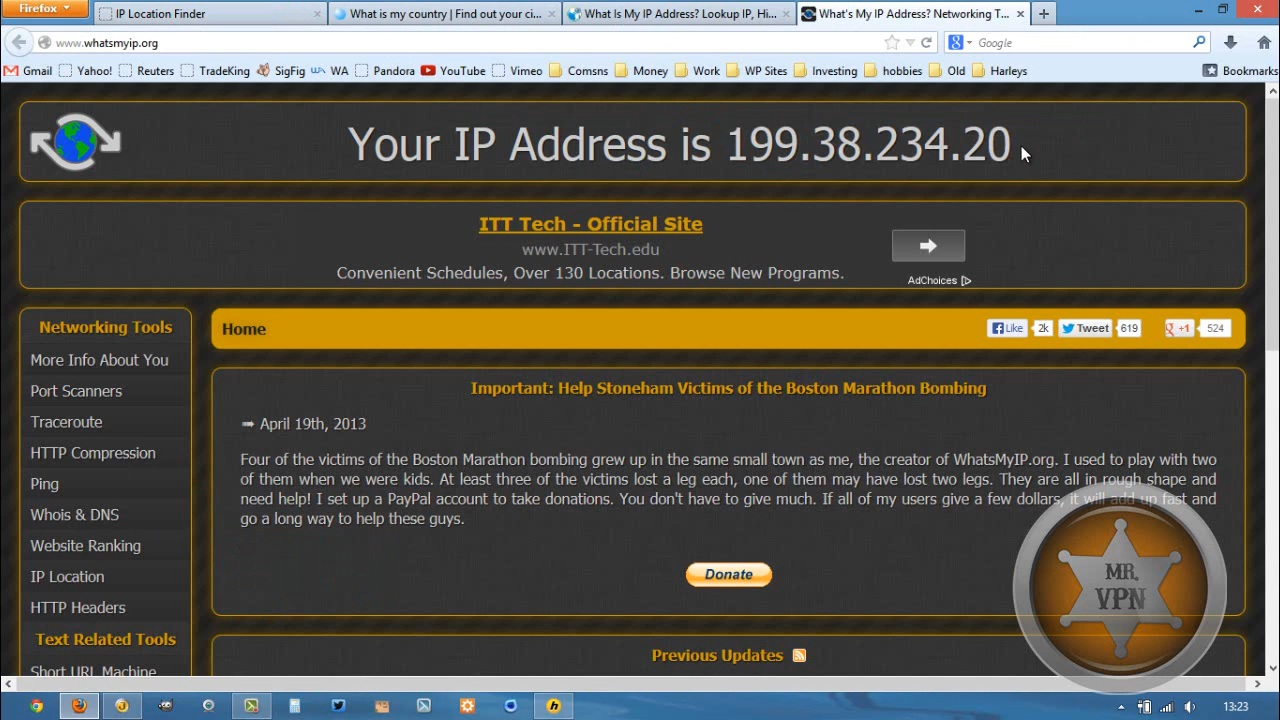 Firefox
IP Location Finder
What is my country | Find out your ci...
What Is My IP Address? Lookup IP, Hi...
What's My IP Address? Networking T...
www.whatsmyip.org
Google
Gmail
Yahoo!
Reuters
TradeKing
SigFig
WA
Pandora
YouTube
Vimeo
Comsns
Money
Work
WP Sites
Investing
hobbies
Old
Harleys
Bookmarks
Your IP Address is 199.38.234.20
ITT Tech - Official Site
www.ITT-Tech.edu
Convenient Schedules, Over 130 Locations. Browse New Programs.
AdChoices
Networking Tools
More Info About You
Port Scanners
Traceroute
HTTP Compression
Ping
Whois & DNS
Website Ranking
IP Location
HTTP Headers
Text Related Tools
Short URL Machine
Home
Like 2k
Tweet 619
+1 524
Important: Help Stoneham Victims of the Boston Marathon Bombing
➠ April 19th, 2013
Four of the victims of the Boston Marathon bombing grew up in the same small town as me, the creator of WhatsMyIP.org. I used to play with two
of them when we were kids. At least three of the victims lost a leg each, one of them may have lost two legs. They are all in rough shape and
need help! I set up a PayPal account to take donations. You don't have to give much. If all of my users give a few dollars, it will add up fast and
go a long way to help these guys.
Donate
MR.
VPN
Previous Updates
13:23